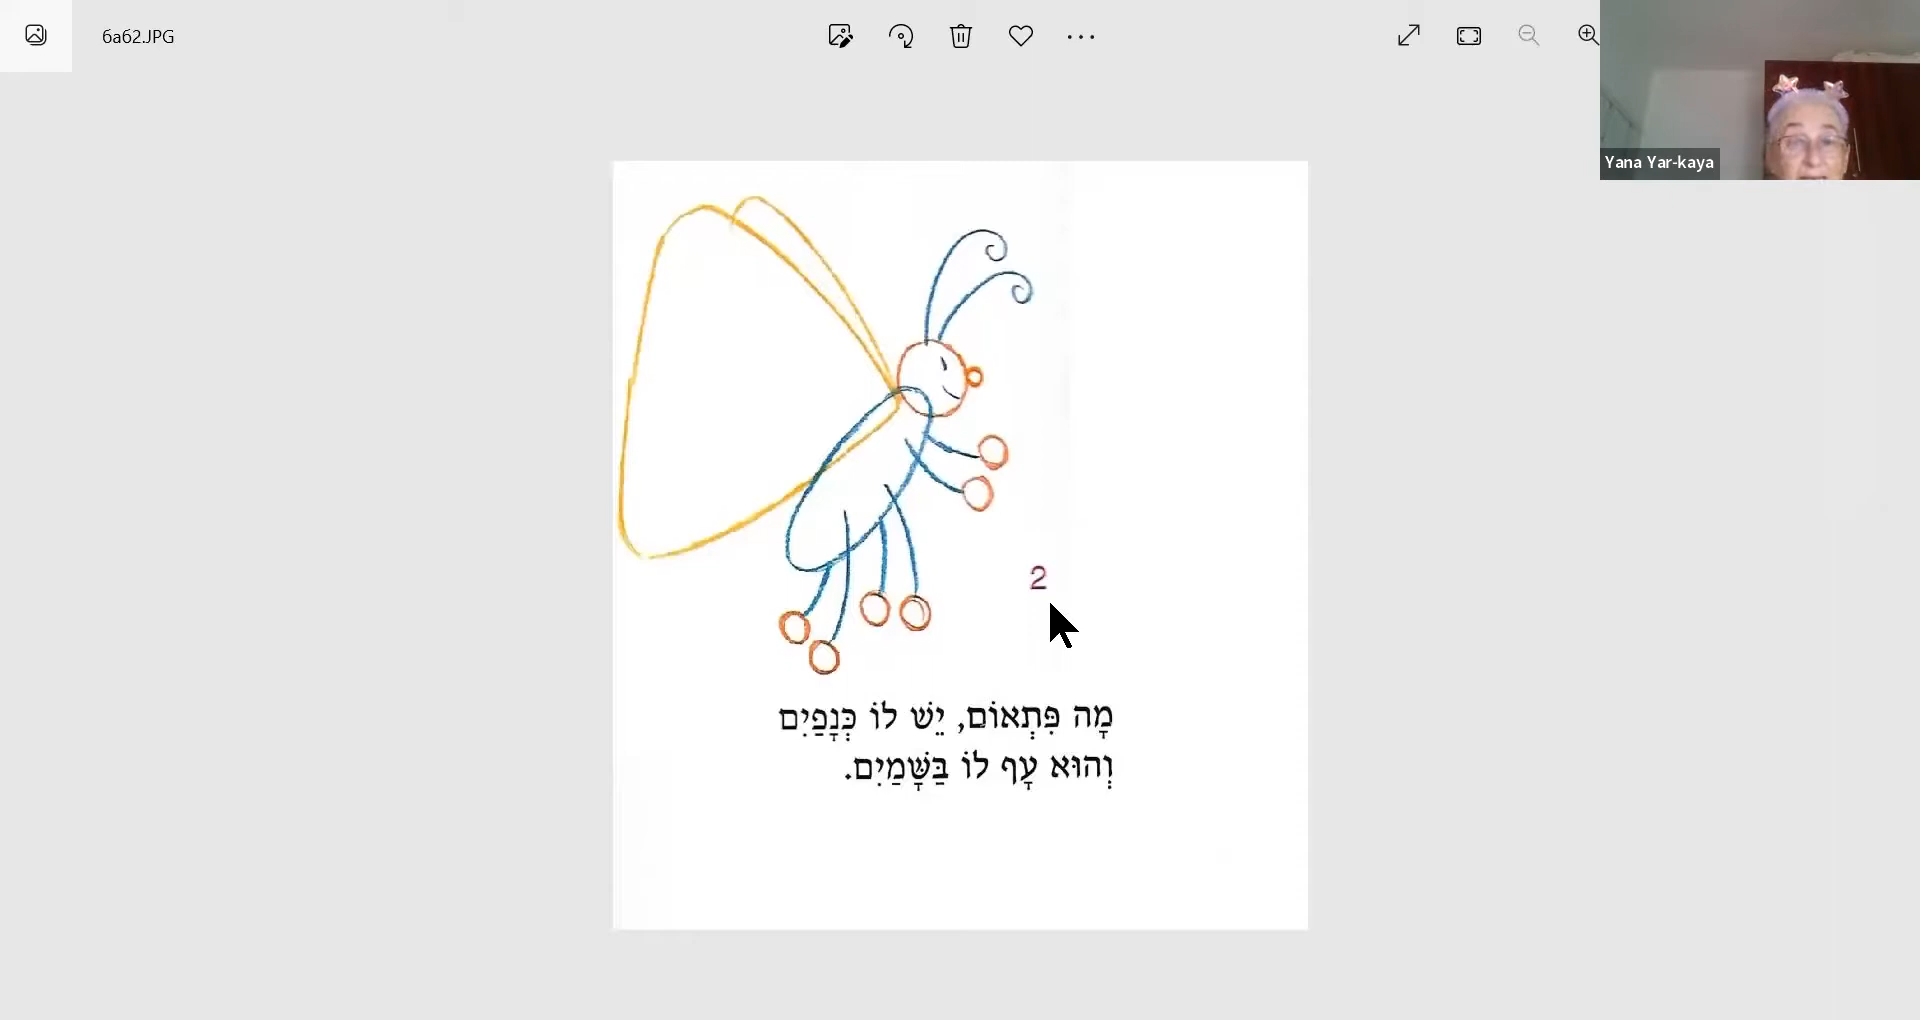 6a62.JPG
Yana Yar-kaya
2
מָה פִּתְאוֹם, יֵשׁ לוֹ כְּנָפַיִם
וְהוּא עָף לוֹ בַּשָּׁמַיִם.